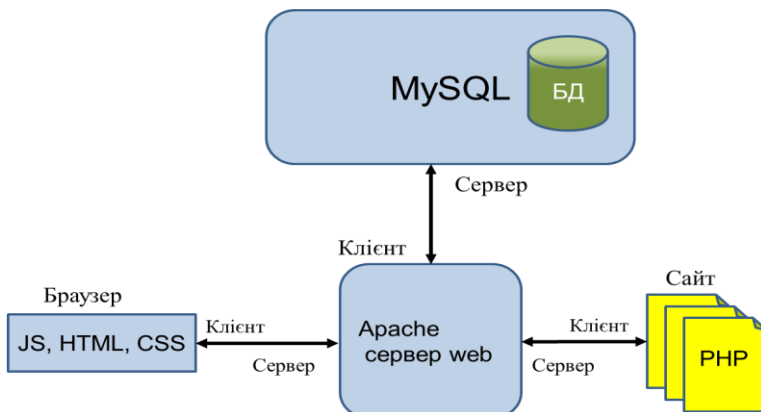 MySQL
БД
Сервер
Клієнт
Браузер
JS, HTML, CSS
Клієнт
Сервер
Apache
сервер web
Клієнт
Сервер
Сайт
PHP